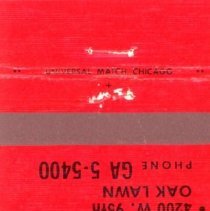 UNIVERSAL MATCH CHICAGO
4200 W. 95TH
OAK LAWN
PHONE GA 5-5400